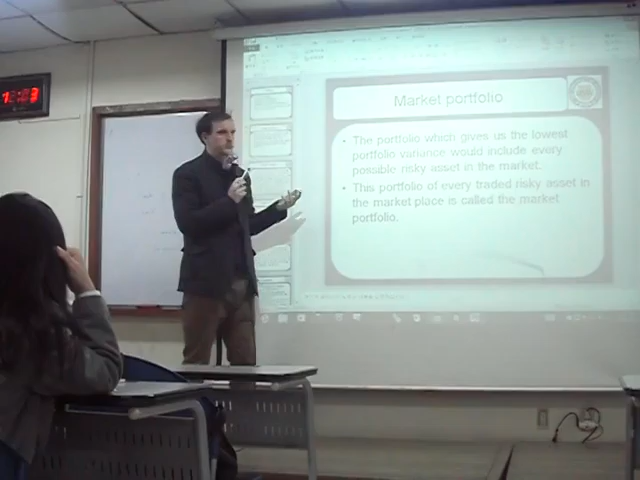 Market portfolio
• The portfolio which gives us the lowest
portfolio variance would include every
possible risky asset in the market.
• This portfolio of every traded risky asset in
the market place is called the market
portfolio.